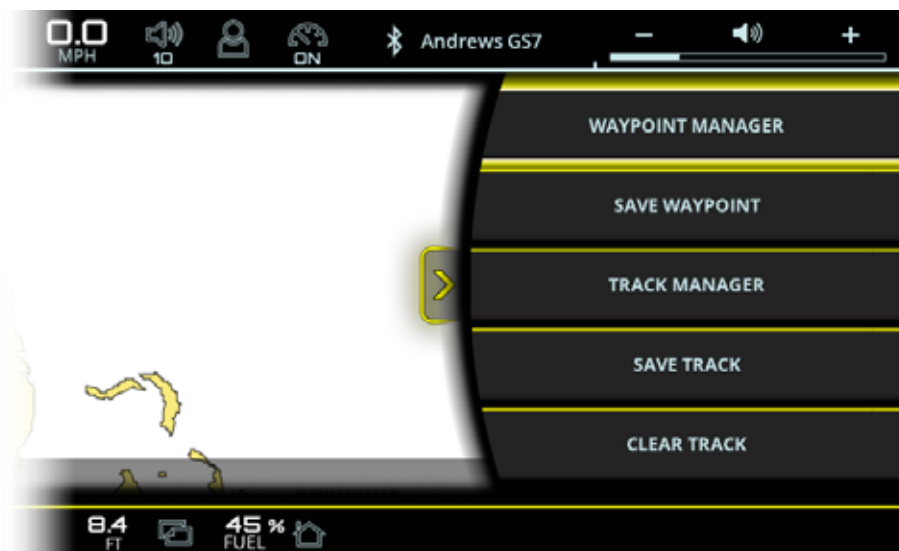 0.0
MPH
10
ON
Andrews GS7
− +
WAYPOINT MANAGER
SAVE WAYPOINT
TRACK MANAGER
SAVE TRACK
CLEAR TRACK
8.4
FT
45 %
FUEL